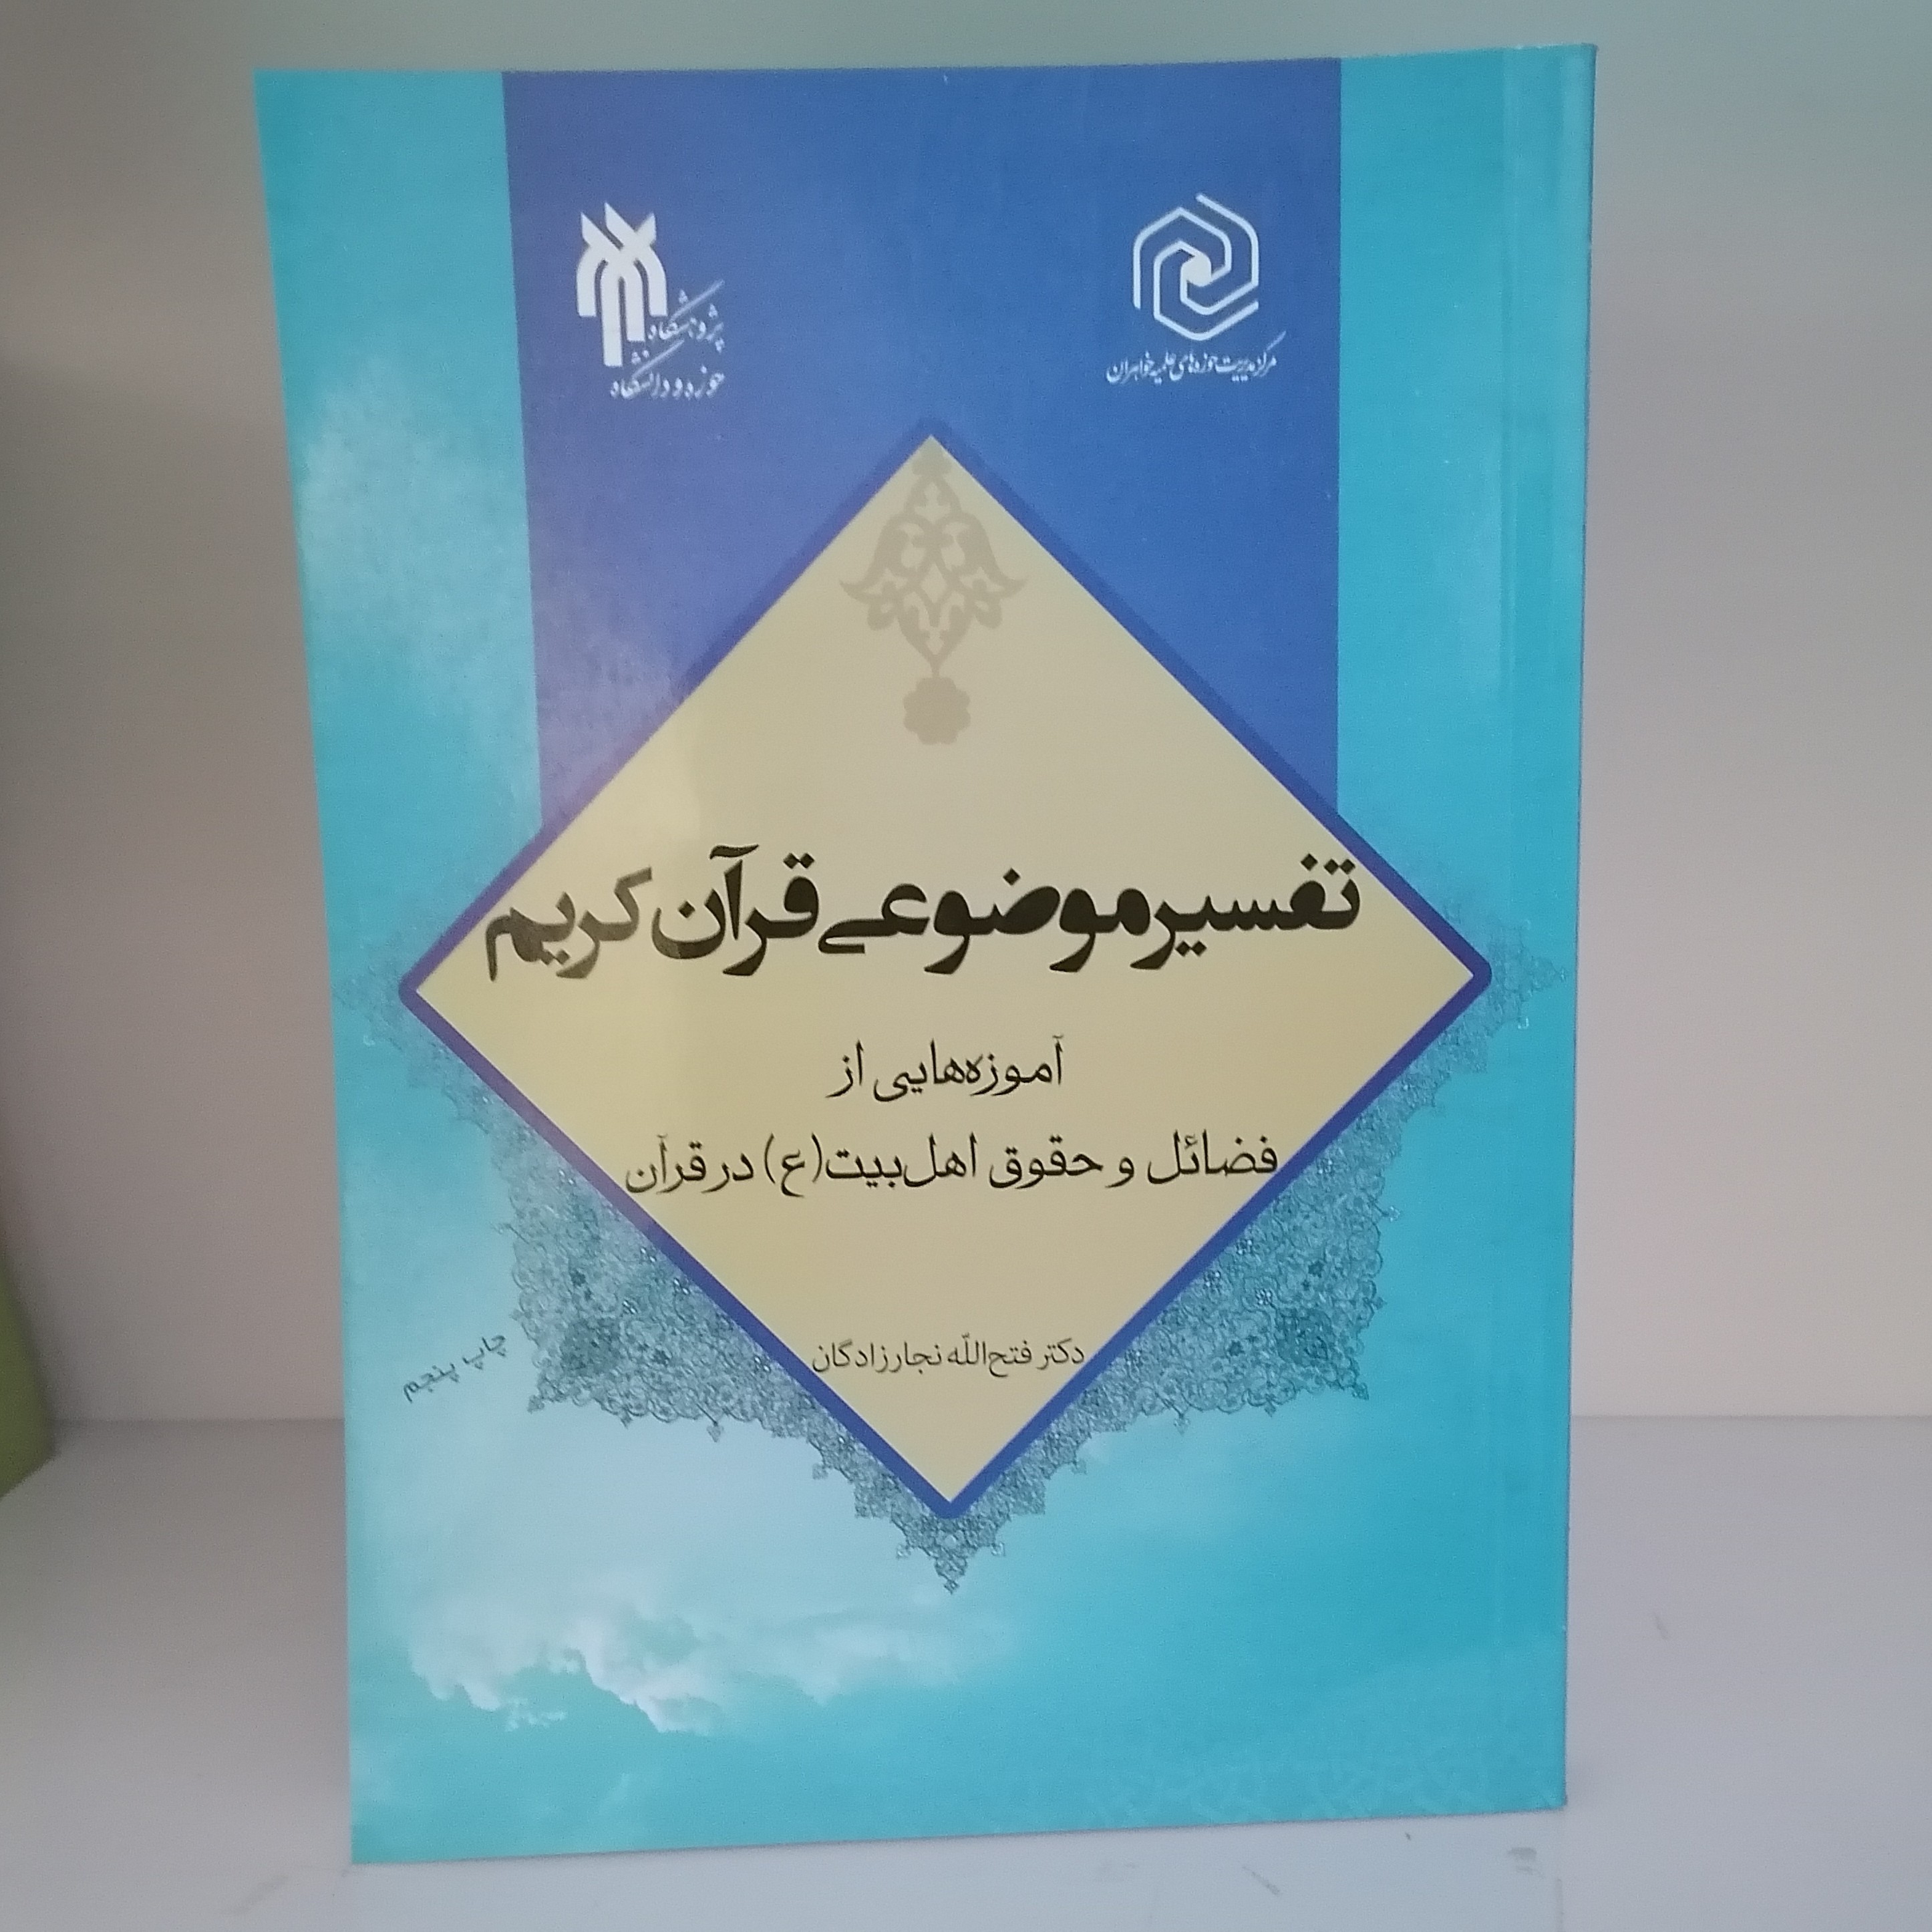 مرکز مدیریت حوزه‌های علمیه خواهران
پژوهشگاه
حوزه و دانشگاه
تفسیر موضوعی قرآن کریم
آموزه‌هایی از
فضائل و حقوق اهل‌بیت(ع) در قرآن
دکتر فتح‌اللّه نجارزادگان
چاپ پنجم